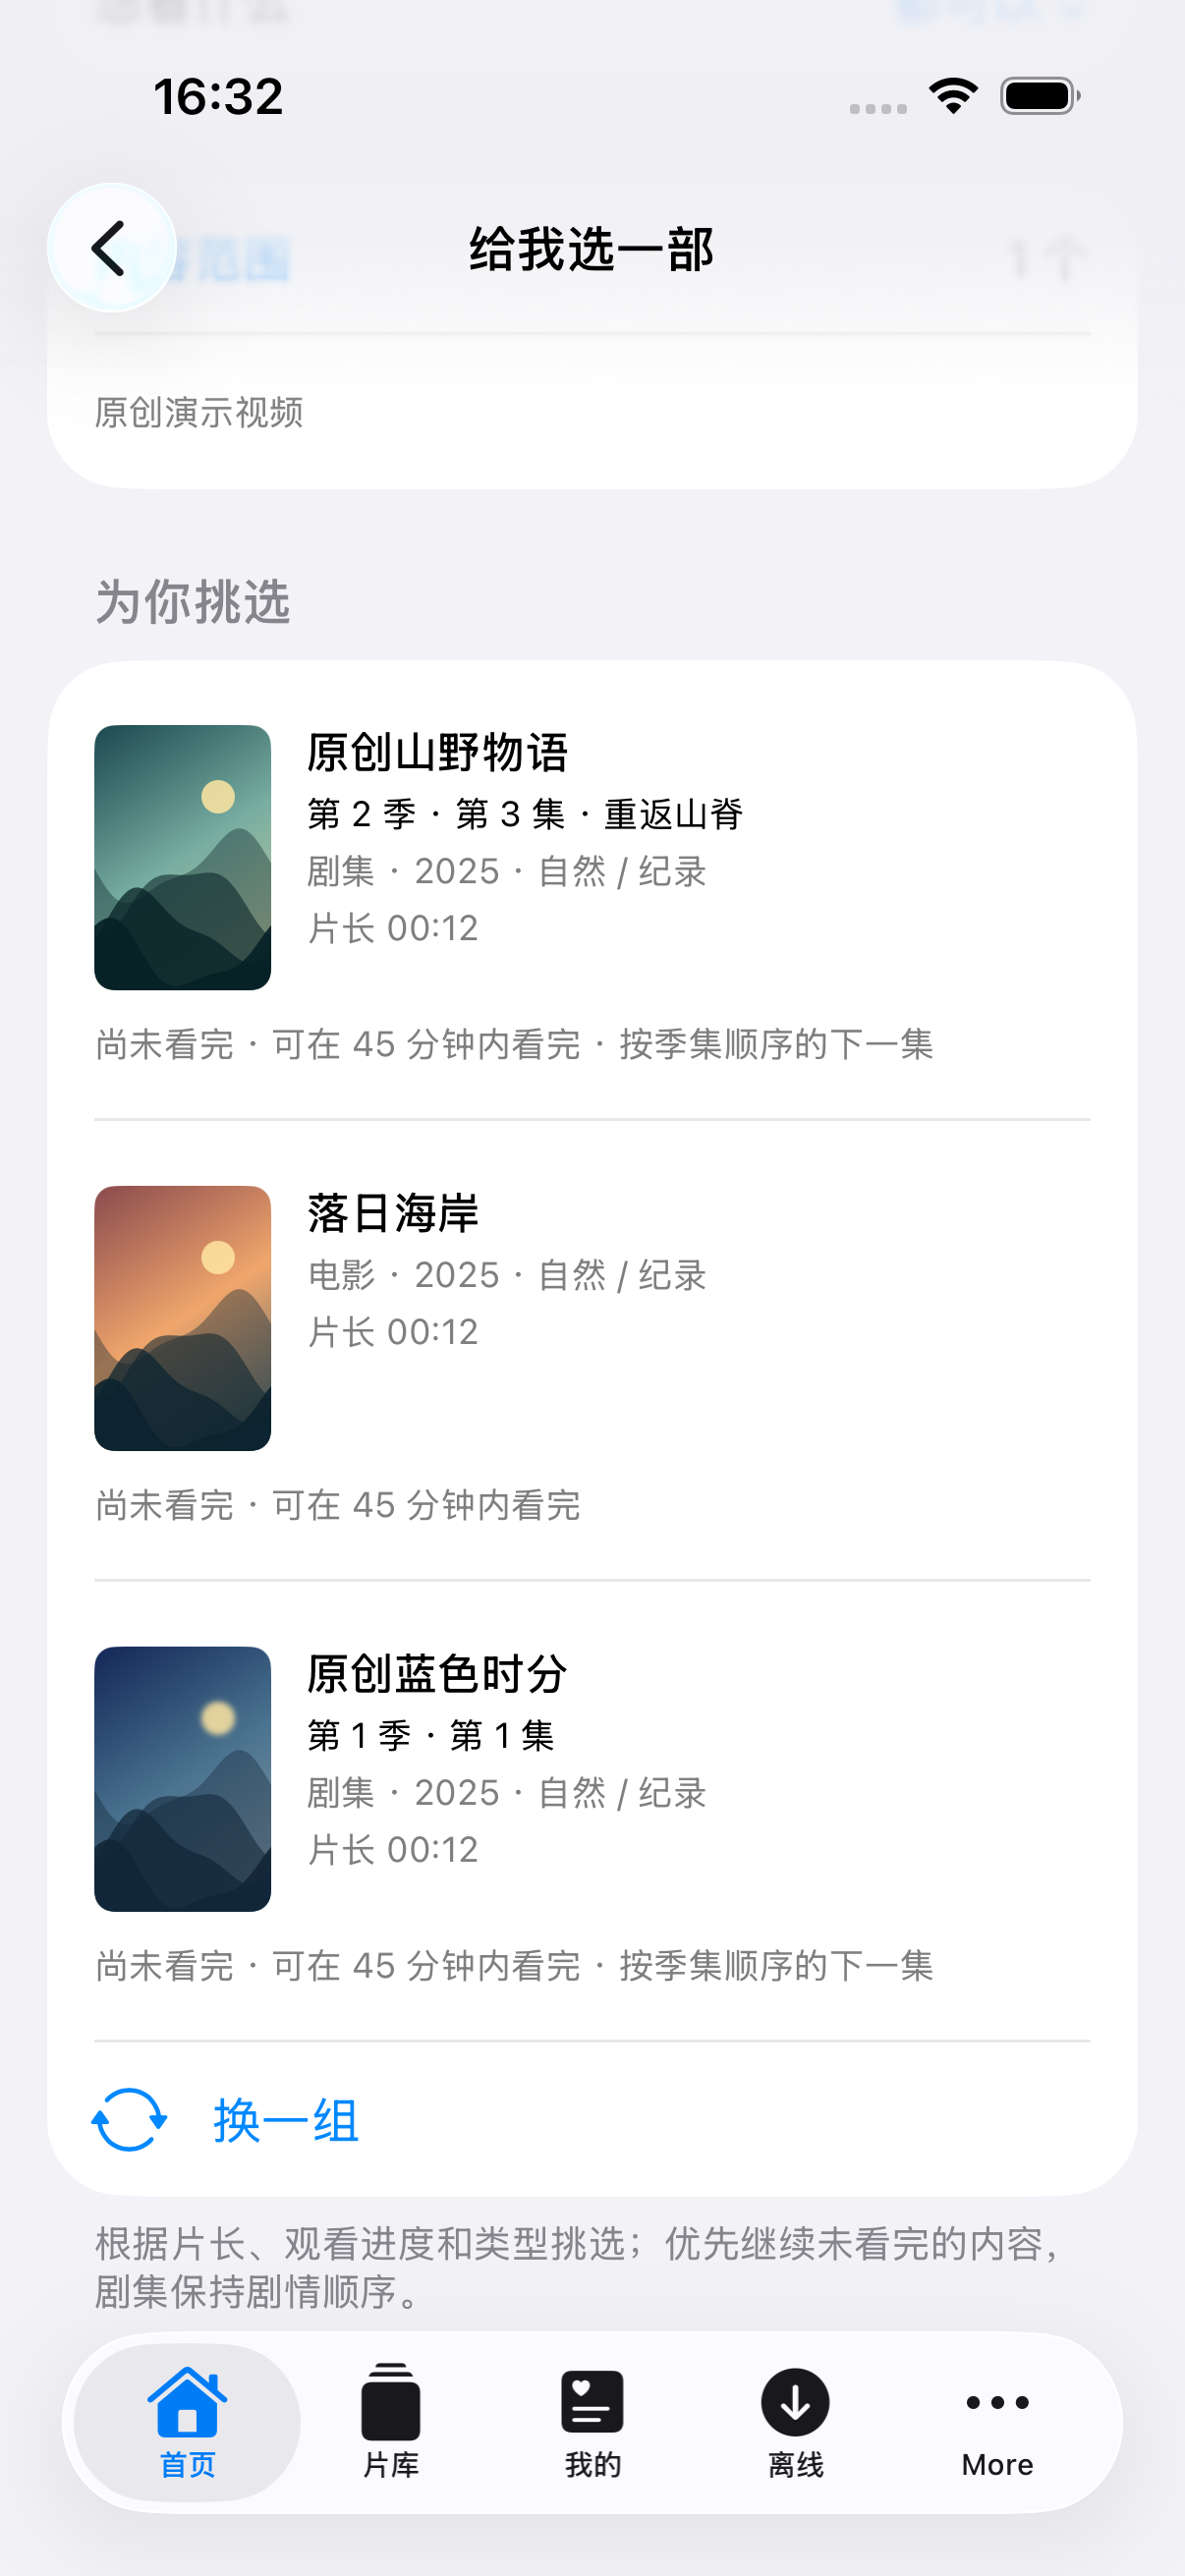 16:32
给我选一部
范围
1 个
原创演示视频
为你挑选
原创山野物语
第 2 季 · 第 3 集 · 重返山脊
剧集 · 2025 · 自然 / 纪录
片长 00:12
尚未看完 · 可在 45 分钟内看完 · 按季集顺序的下一集
落日海岸
电影 · 2025 · 自然 / 纪录
片长 00:12
尚未看完 · 可在 45 分钟内看完
原创蓝色时分
第 1 季 · 第 1 集
剧集 · 2025 · 自然 / 纪录
片长 00:12
尚未看完 · 可在 45 分钟内看完 · 按季集顺序的下一集
换一组
根据片长、观看进度和类型挑选；优先继续未看完的内容，
剧集保持剧情顺序。
首页
片库
我的
离线
More